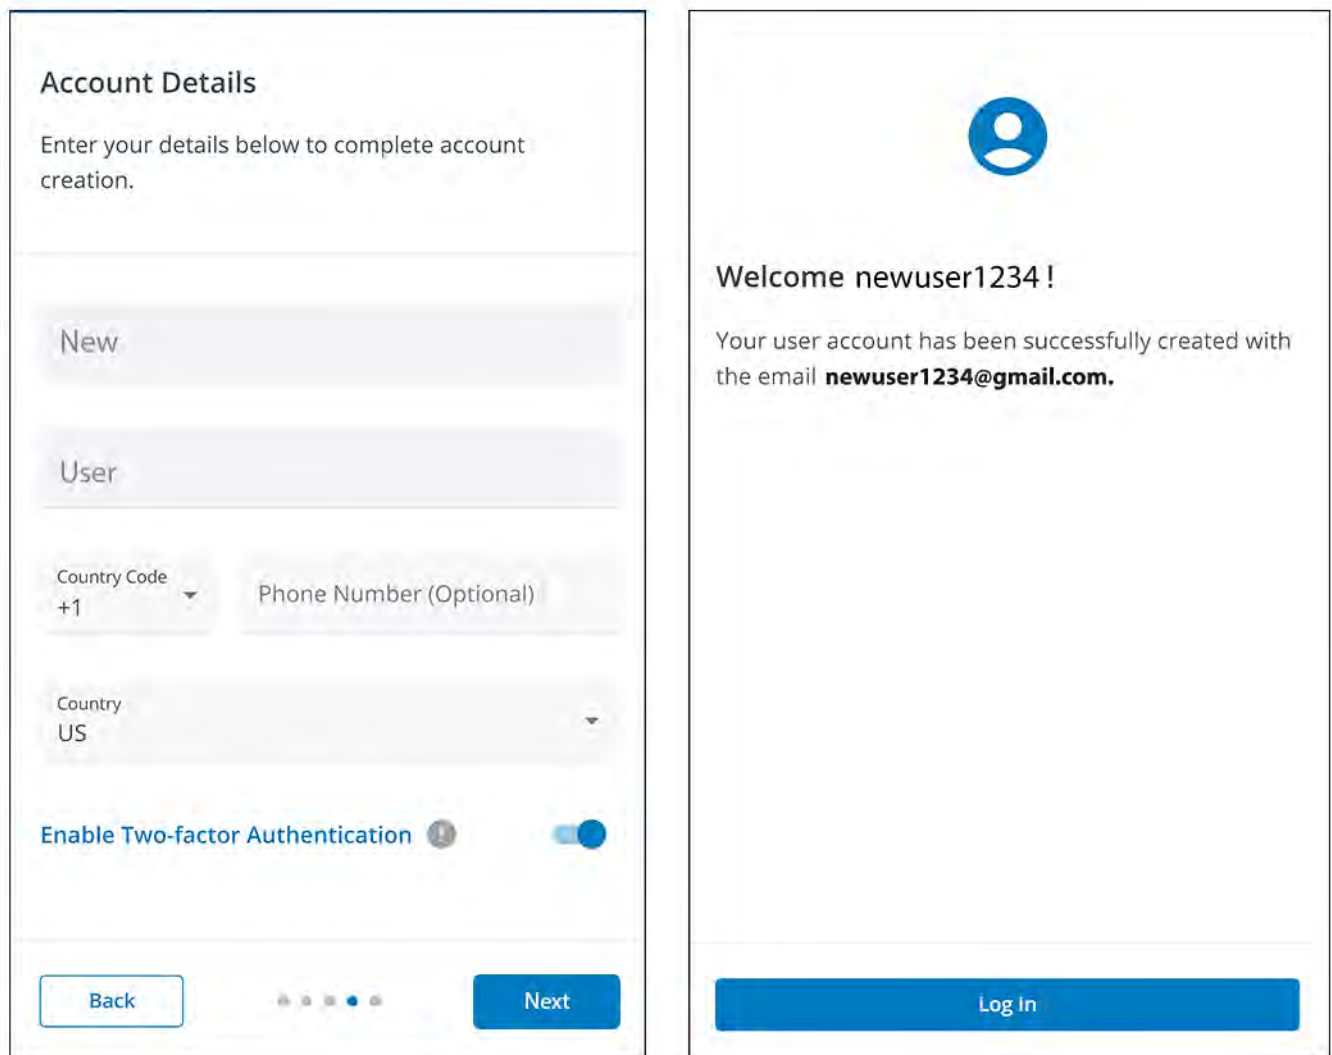 Account Details
Enter your details below to complete account
creation.
New
User
Country Code
+1
Phone Number (Optional)
Country
US
Enable Two-factor Authentication !
Back
Next
Welcome newuser1234!
Your user account has been successfully created with
the email newuser1234@gmail.com.
Log In